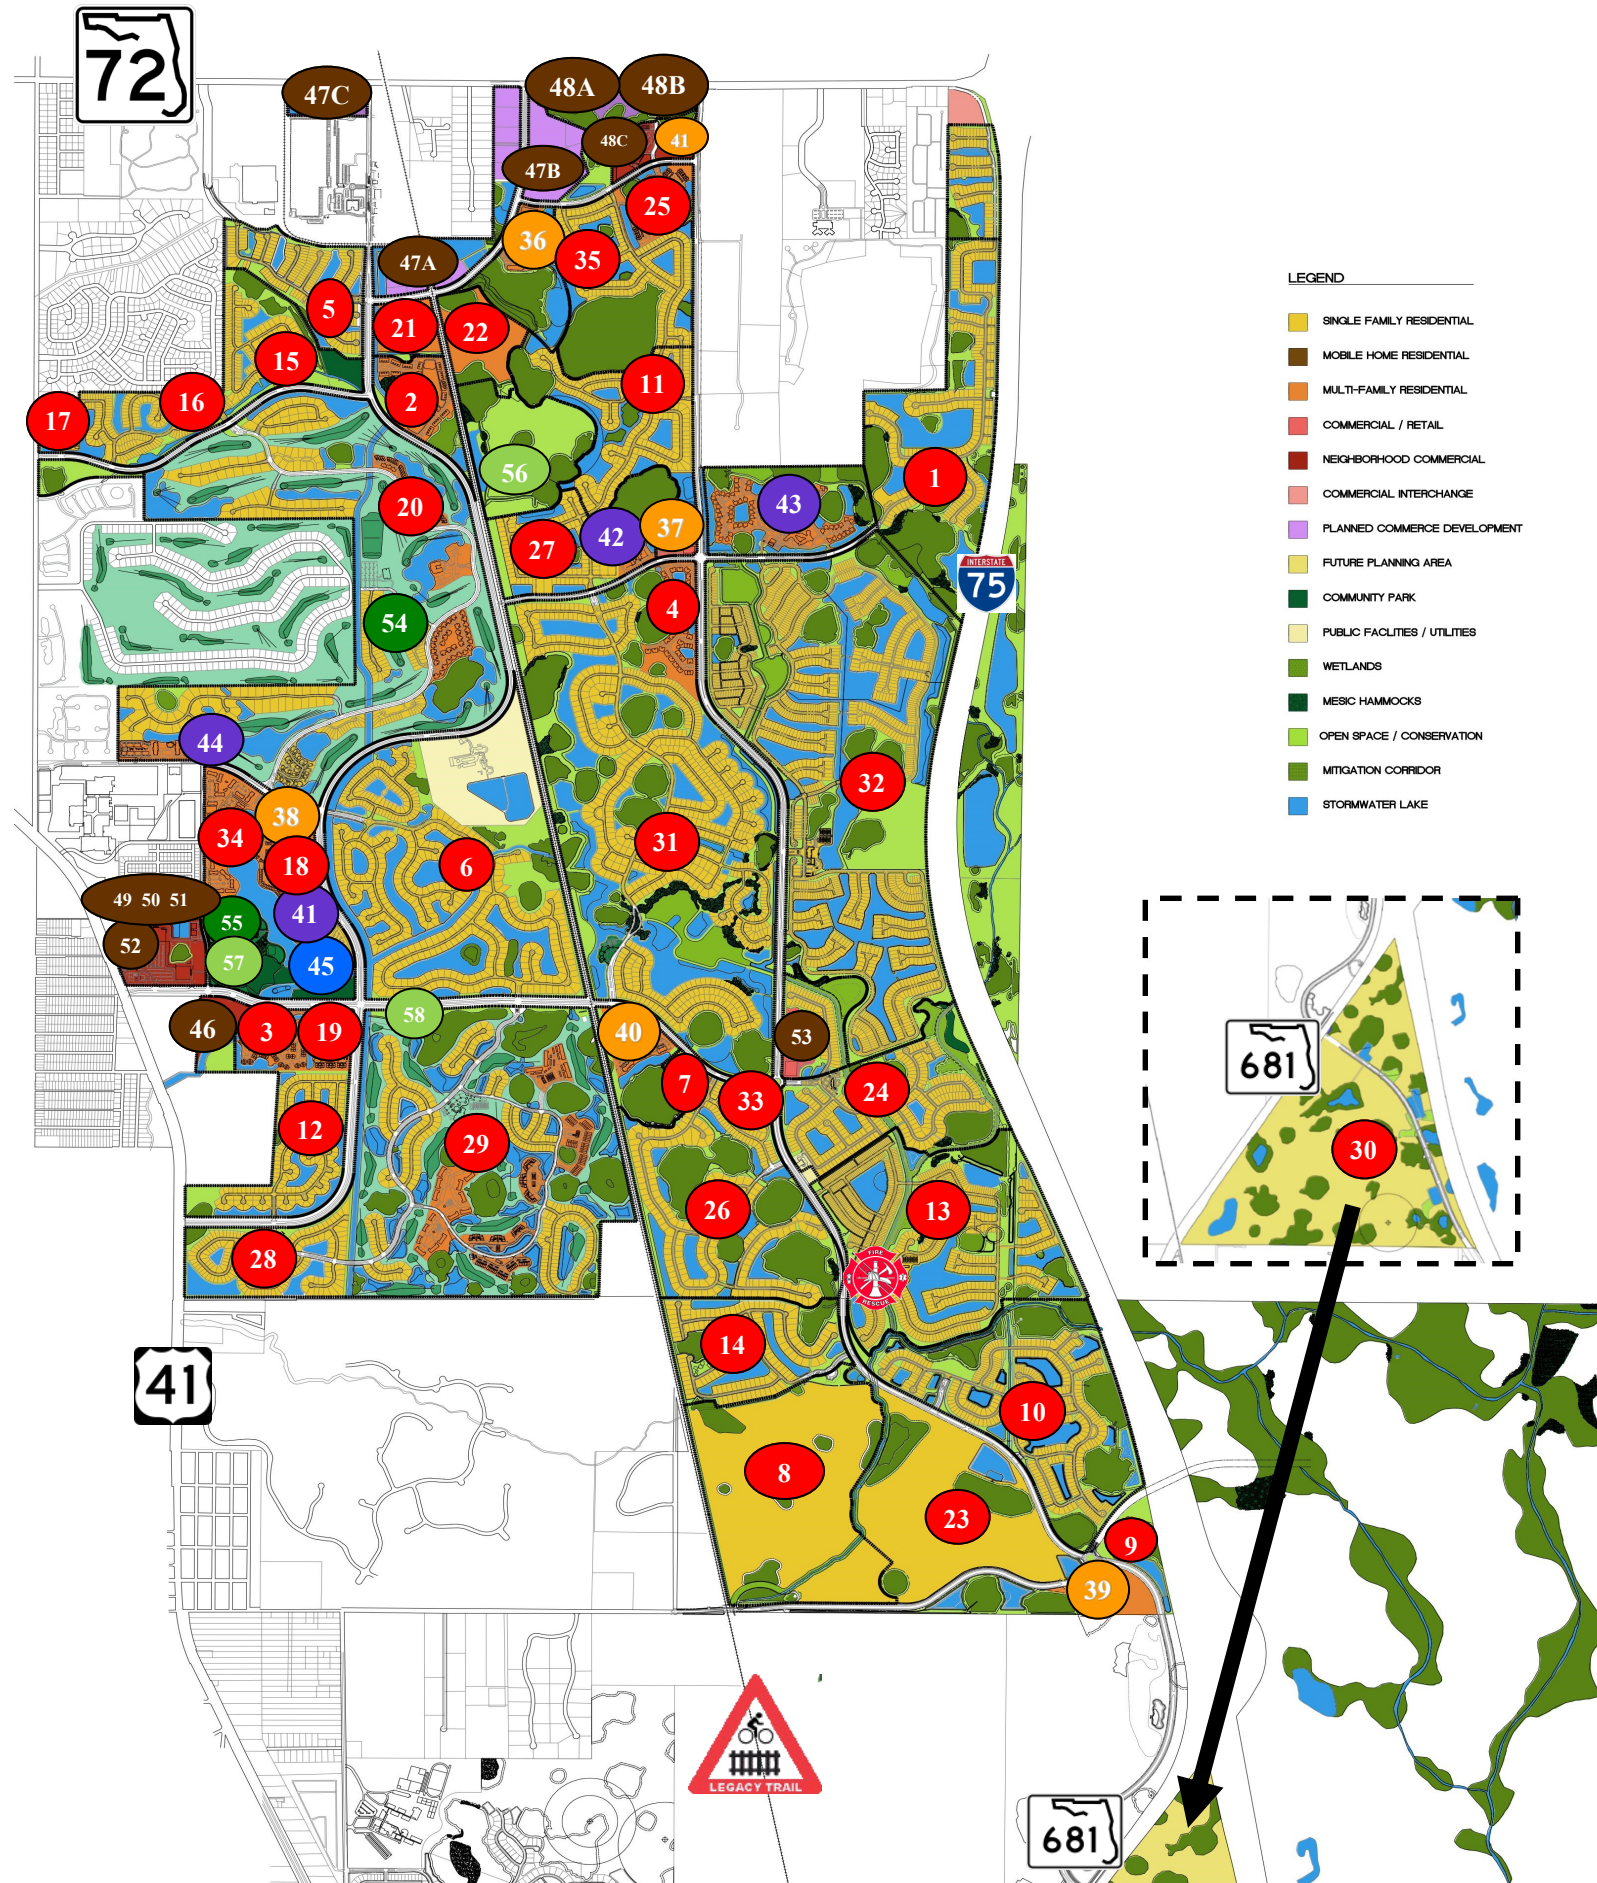 72
47C
48A
48B
48C
41
47B
25
36
35
47A
5
21
22
15
11
16
2
17
56
1
43
20
42
37
27
INTERSTATE
75
4
54
44
32
38
34
31
18
6
49 50 51
41
55
52
57
45
58
46
3
19
40
53
7
33
24
12
29
26
13
28
FIRE
RESCUE
14
10
41
8
23
9
39
LEGACY TRAIL
681
LEGEND
SINGLE FAMILY RESIDENTIAL
MOBILE HOME RESIDENTIAL
MULTI-FAMILY RESIDENTIAL
COMMERCIAL / RETAIL
NEIGHBORHOOD COMMERCIAL
COMMERCIAL INTERCHANGE
PLANNED COMMERCE DEVELOPMENT
FUTURE PLANNING AREA
COMMUNITY PARK
PUBLIC FACLITIES / UTILITIES
WETLANDS
MESIC HAMMOCKS
OPEN SPACE / CONSERVATION
MITIGATION CORRIDOR
STORMWATER LAKE
681
30